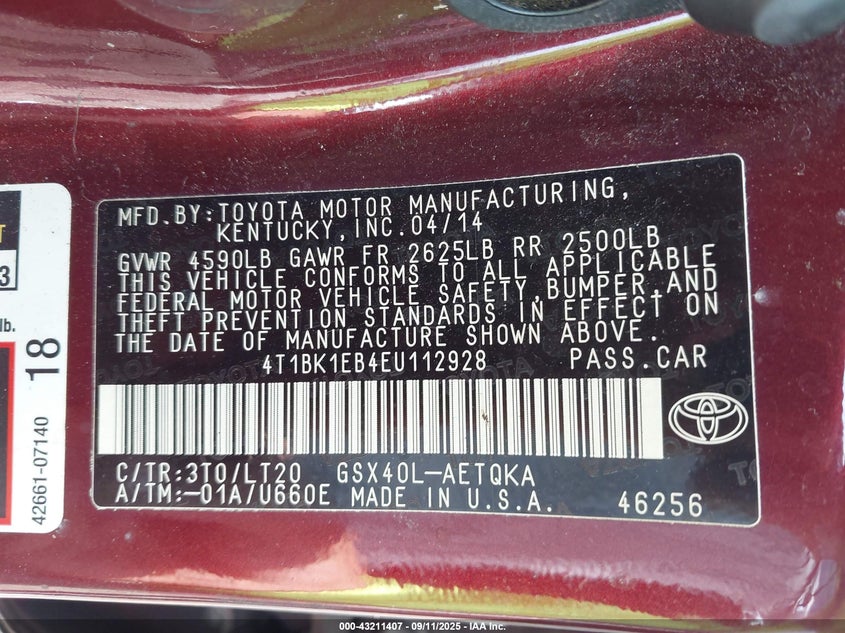 MFD.BY:TOYOTA MOTOR MANUFACTURING,
KENTUCKY,INC.04/14
GVWR 4590LB GAWR FR 2625LB RR 2500LB
THIS VEHICLE CONFORMS TO ALL APPLICABLE
FEDERAL MOTOR VEHICLE SAFETY,BUMPER,AND
THEFT PREVENTION STANDARDS IN EFFECT ON
THE DATE OF MANUFACTURE SHOWN ABOVE.
4T1BK1EB4EU112928 PASS.CAR
C/TR:3T0/LT20 GSX40L-AETQKA
A/TM:-01A/U660E MADE IN U.S.A. 46256
3
lb.
18
42661-07140
000-43211407 - 09/11/2025 - IAA Inc.